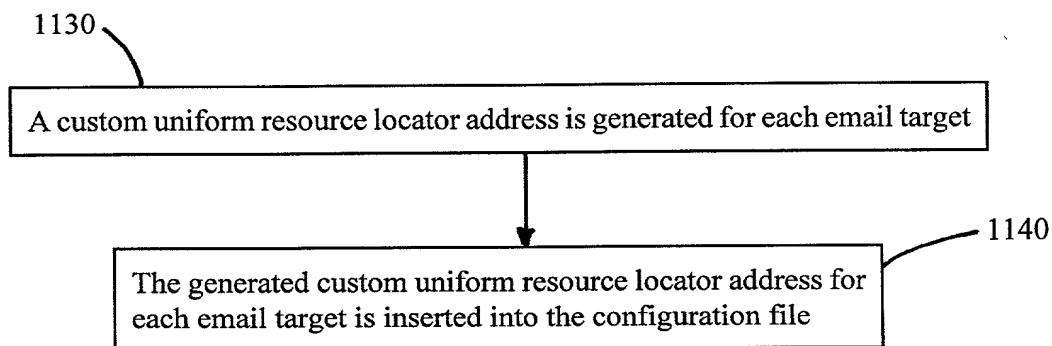 1130
A custom uniform resource locator address is generated for each email target
1140
The generated custom uniform resource locator address for
each email target is inserted into the configuration file